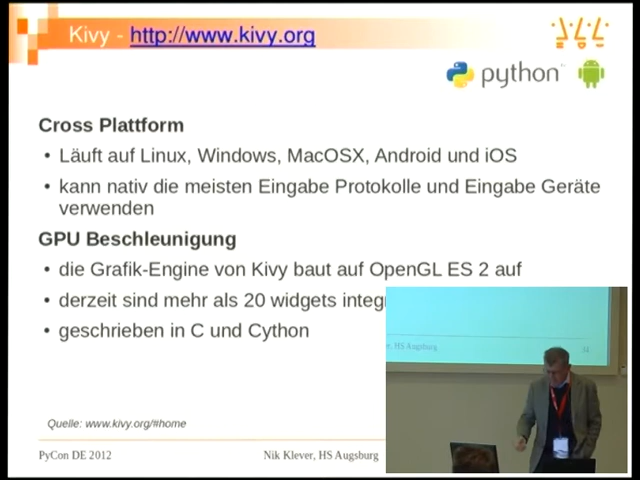 Kivy - http://www.kivy.org
python
Cross Plattform
• Läuft auf Linux, Windows, MacOSX, Android und iOS
• kann nativ die meisten Eingabe Protokolle und Eingabe Geräte
verwenden
GPU Beschleunigung
• die Grafik-Engine von Kivy baut auf OpenGL ES 2 auf
• derzeit sind mehr als 20 widgets
• geschrieben in C und Cython
HS Augsburg
Quelle: www.kivy.org/#home
PyCon DE 2012
Nik Klever, HS Augsburg